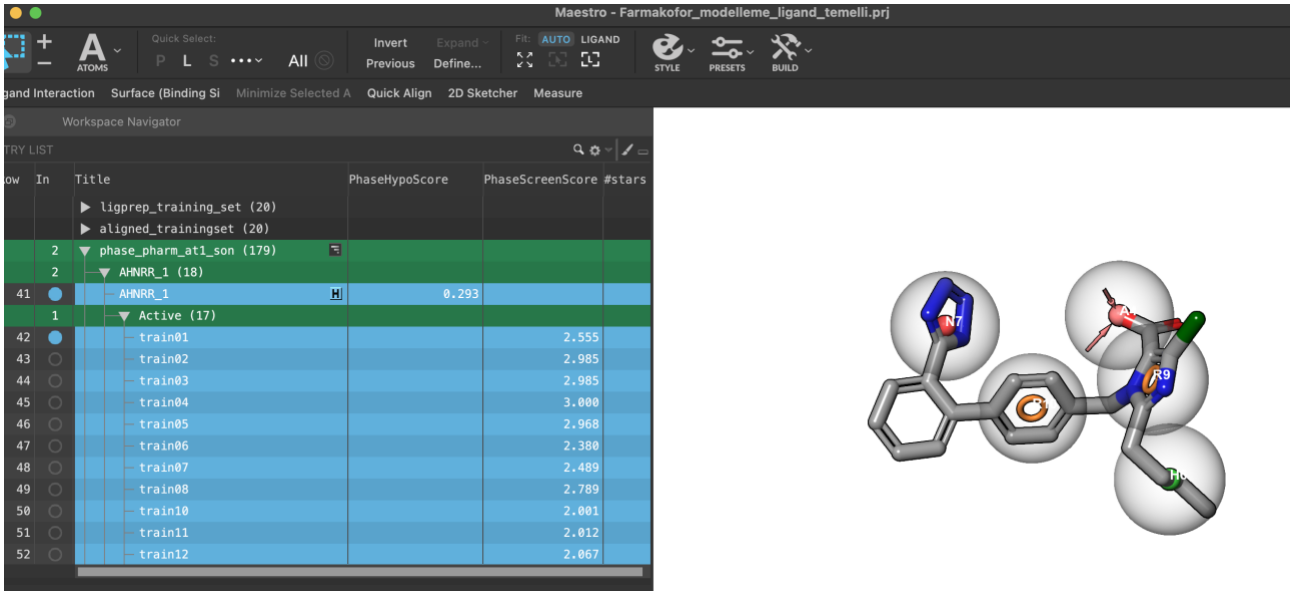 Maestro - Farmakofor_modelleme_ligand_temelli.prj
Quick Select:
Invert Expand
Fit: AUTO LIGAND
A
P L S All
Previous Define...
ATOMS
STYLE PRESETS BUILD
gand Interaction Surface (Binding Si Minimize Selected A Quick Align 2D Sketcher Measure
Workspace Navigator
TRY LIST
ow In Title PhaseHypoScore PhaseScreenScore #stars
ligprep_training_set (20)
aligned_trainingset (20)
2 phase_pharm_at1_son (179)
2 AHNRR_1 (18)
41 AHNRR_1 H 0.293
1 Active (17)
42 train01 2.555
43 train02 2.985
44 train03 2.985
45 train04 3.000
46 train05 2.968
47 train06 2.380
48 train07 2.489
49 train08 2.789
50 train10 2.001
51 train11 2.012
52 train12 2.067
N7
R9